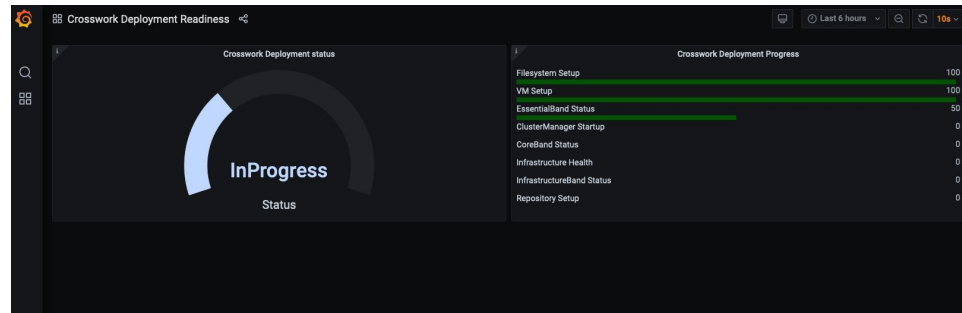 Crosswork Deployment Readiness
Last 6 hours
10s
Crosswork Deployment status
InProgress
Status
Crosswork Deployment Progress
Filesystem Setup 100
VM Setup 100
EssentialBand Status 50
ClusterManager Startup 0
CoreBand Status 0
Infrastructure Health 0
InfrastructureBand Status 0
Repository Setup 0